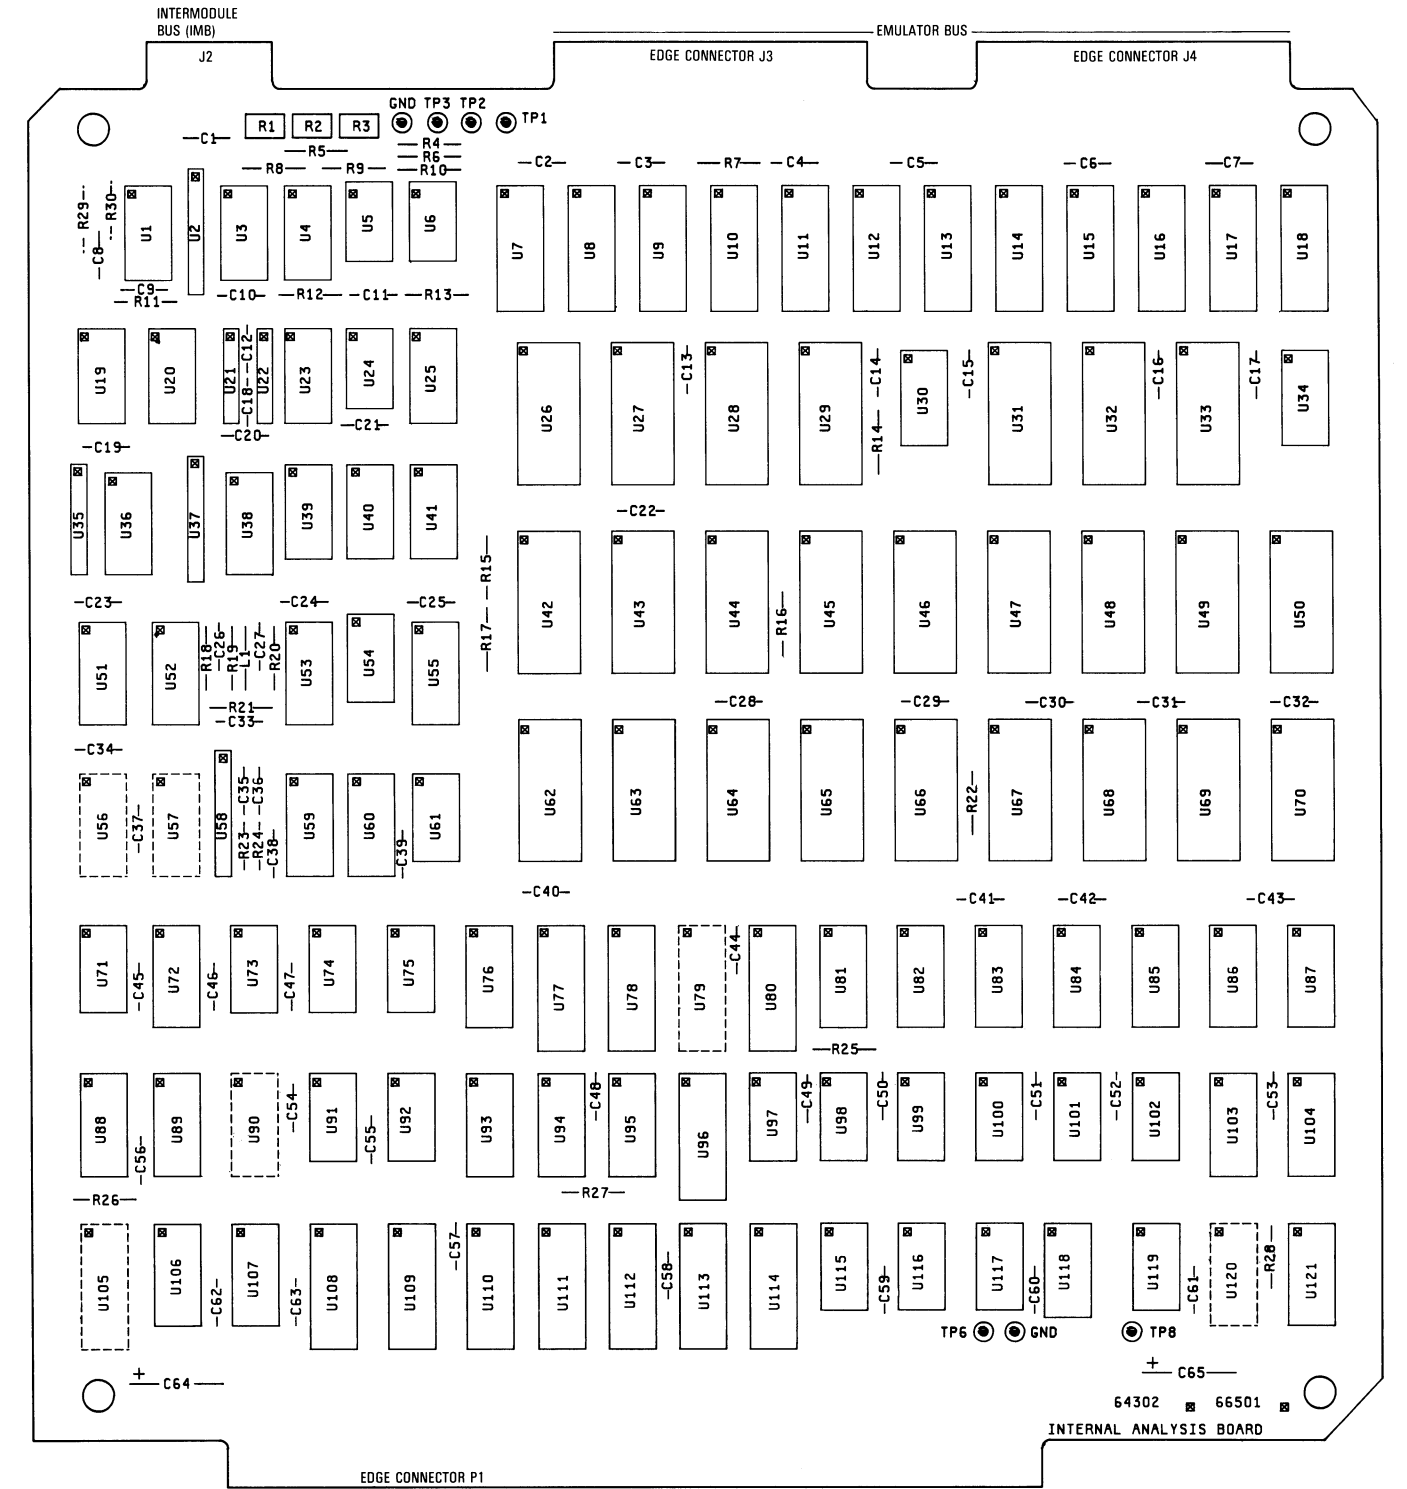 INTERMODULE
BUS (IMB)
J2
EMULATOR BUS
EDGE CONNECTOR J3
EDGE CONNECTOR J4
GND TP3 TP2 TP1
C1 R1 R2 R3
R4
R5 R6
R8 R9 R10
C2 C3 R7 C4 C5 C6 C7
R29 R30 C8
U1 U2 U3 U4 U5 U6 U7 U8 U9 U10 U11 U12 U13 U14 U15 U16 U17 U18
C9
R11 C10 R12 C11 R13
U19 U20 U21 C12 C18 U22 U23 U24 U25 U26 U27 C13 U28 U29 C14 R14 U30 C15 U31 U32 C16 U33 C17 U34
C20 C21
C19
U35 U36 U37 U38 U39 U40 U41
C22
C23 C24 C25
R15 R17 U42 U43 U44 R16 U45 U46 U47 U48 U49 U50
U51 U52 R18 C26 R19 L1 C27 R20 U53 U54 U55
R21
C33
C28 C29 C30 C31 C32
C34
U56 C37 U57 U58 C35 C36 R23 R24 C38 U59 U60 C39 U61 U62 U63 U64 U65 U66 R22 U67 U68 U69 U70
C40 C41 C42 C43
U71 C45 U72 C46 U73 C47 U74 U75 U76 U77 U78 U79 C44 U80 U81 U82 U83 U84 U85 U86 U87
R25
U88 C56 U89 U90 C54 U91 C55 U92 U93 U94 C48 U95 U96 U97 C49 U98 C50 U99 U100 C51 U101 C52 U102 U103 C53 U104
R26 R27
U105 U106 C62 U107 C63 U108 U109 C57 U110 U111 U112 C58 U113 U114 U115 C59 U116 U117 C60 U118 U119 C61 U120 R28 U121
TP6 GND TP8
+ C64
+ C65
64302 66501
INTERNAL ANALYSIS BOARD
EDGE CONNECTOR P1